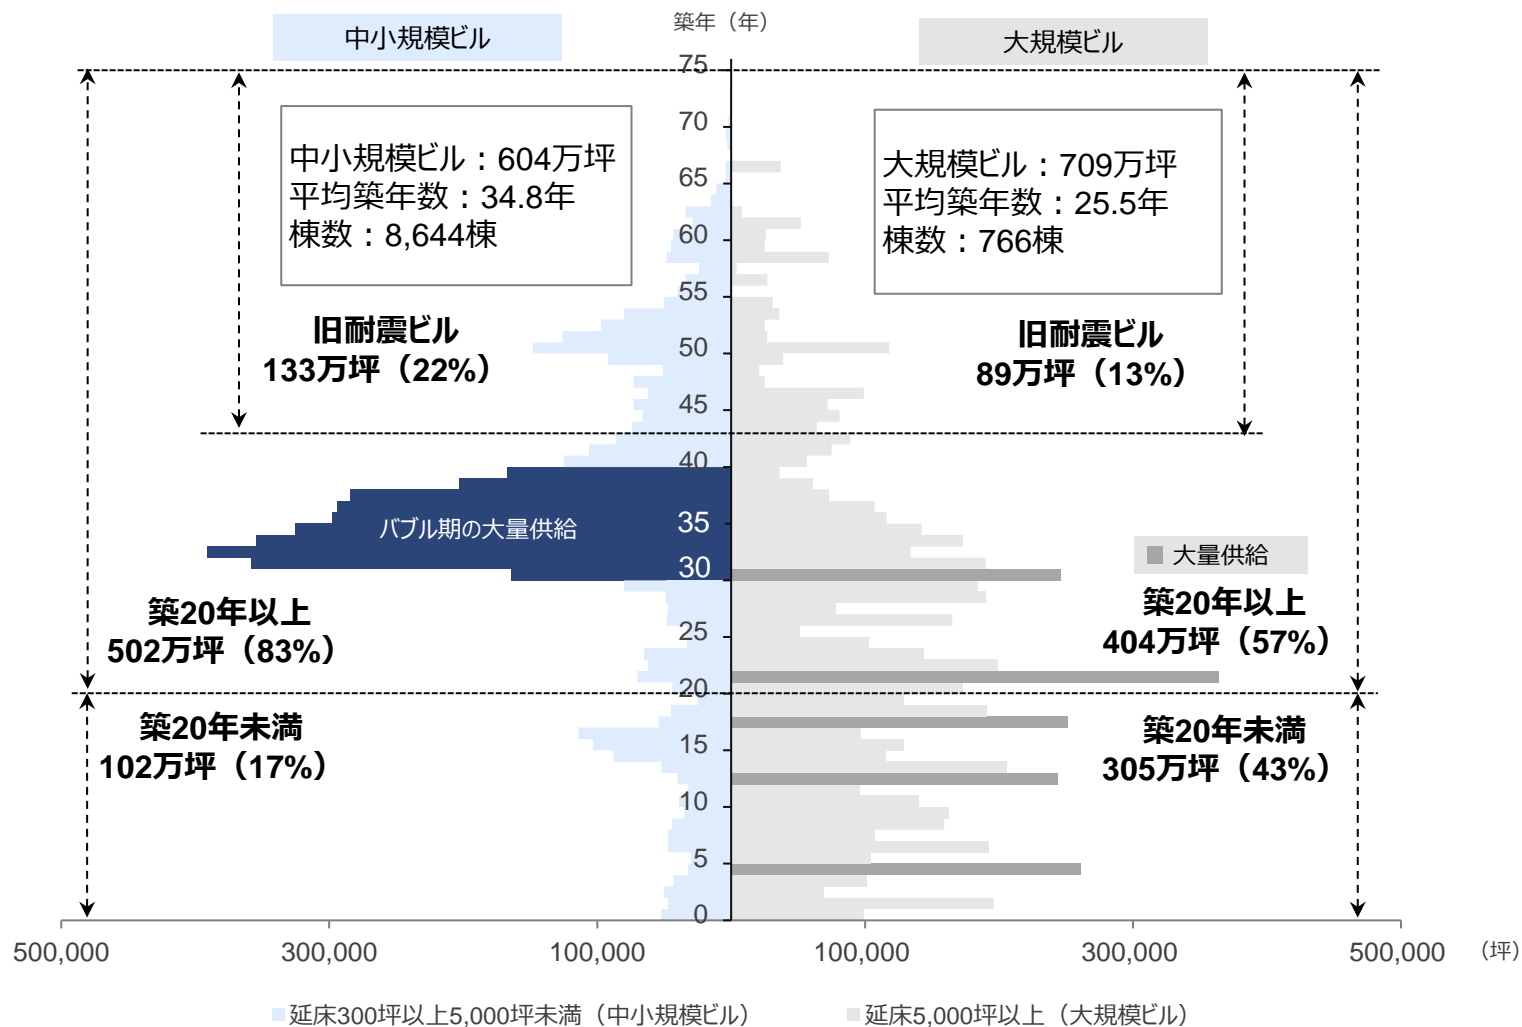 築年（年）
中小規模ビル
大規模ビル
中小規模ビル：604万坪
平均築年数：34.8年
棟数：8,644棟
大規模ビル：709万坪
平均築年数：25.5年
棟数：766棟
旧耐震ビル
133万坪（22%）
旧耐震ビル
89万坪（13%）
バブル期の大量供給
大量供給
築20年以上
502万坪（83%）
築20年以上
404万坪（57%）
築20年未満
102万坪（17%）
築20年未満
305万坪（43%）
75
70
65
60
55
50
45
40
35
30
25
20
15
10
5
0
500,000
300,000
100,000
100,000
300,000
500,000
（坪）
延床300坪以上5,000坪未満（中小規模ビル）
延床5,000坪以上（大規模ビル）